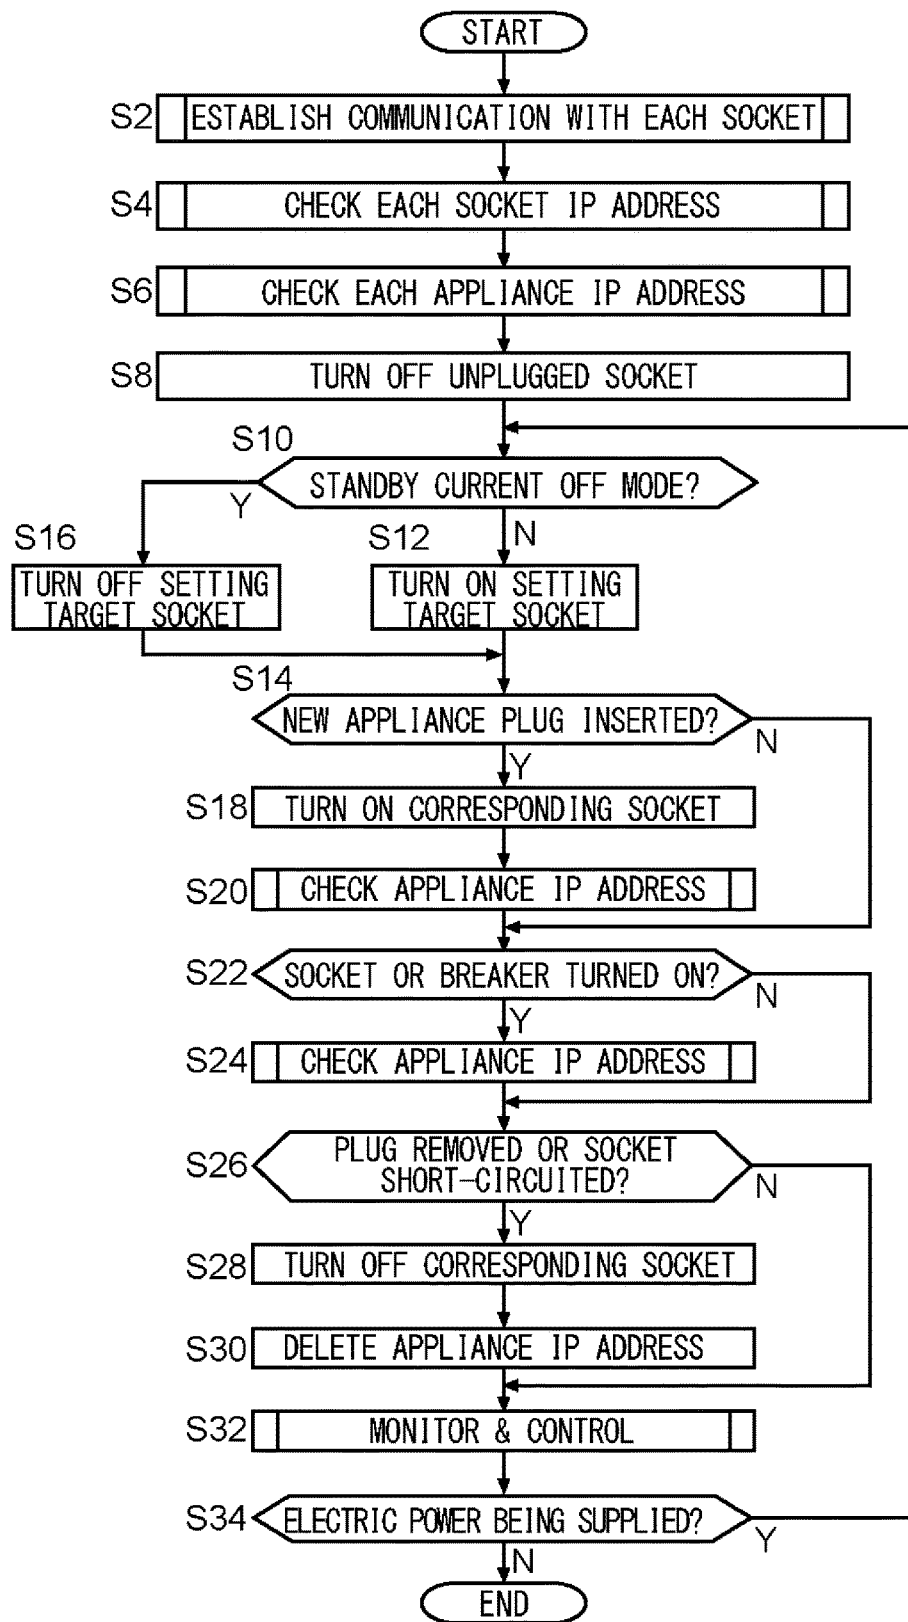 START
S2
ESTABLISH COMMUNICATION WITH EACH SOCKET
S4
CHECK EACH SOCKET IP ADDRESS
S6
CHECK EACH APPLIANCE IP ADDRESS
S8
TURN OFF UNPLUGGED SOCKET
S10
STANDBY CURRENT OFF MODE?
Y
N
S16
TURN OFF SETTING
TARGET SOCKET
S12
TURN ON SETTING
TARGET SOCKET
S14
NEW APPLIANCE PLUG INSERTED?
N
Y
S18
TURN ON CORRESPONDING SOCKET
S20
CHECK APPLIANCE IP ADDRESS
S22
SOCKET OR BREAKER TURNED ON?
N
Y
S24
CHECK APPLIANCE IP ADDRESS
S26
PLUG REMOVED OR SOCKET
SHORT-CIRCUITED?
N
Y
S28
TURN OFF CORRESPONDING SOCKET
S30
DELETE APPLIANCE IP ADDRESS
S32
MONITOR & CONTROL
S34
ELECTRIC POWER BEING SUPPLIED?
Y
N
END